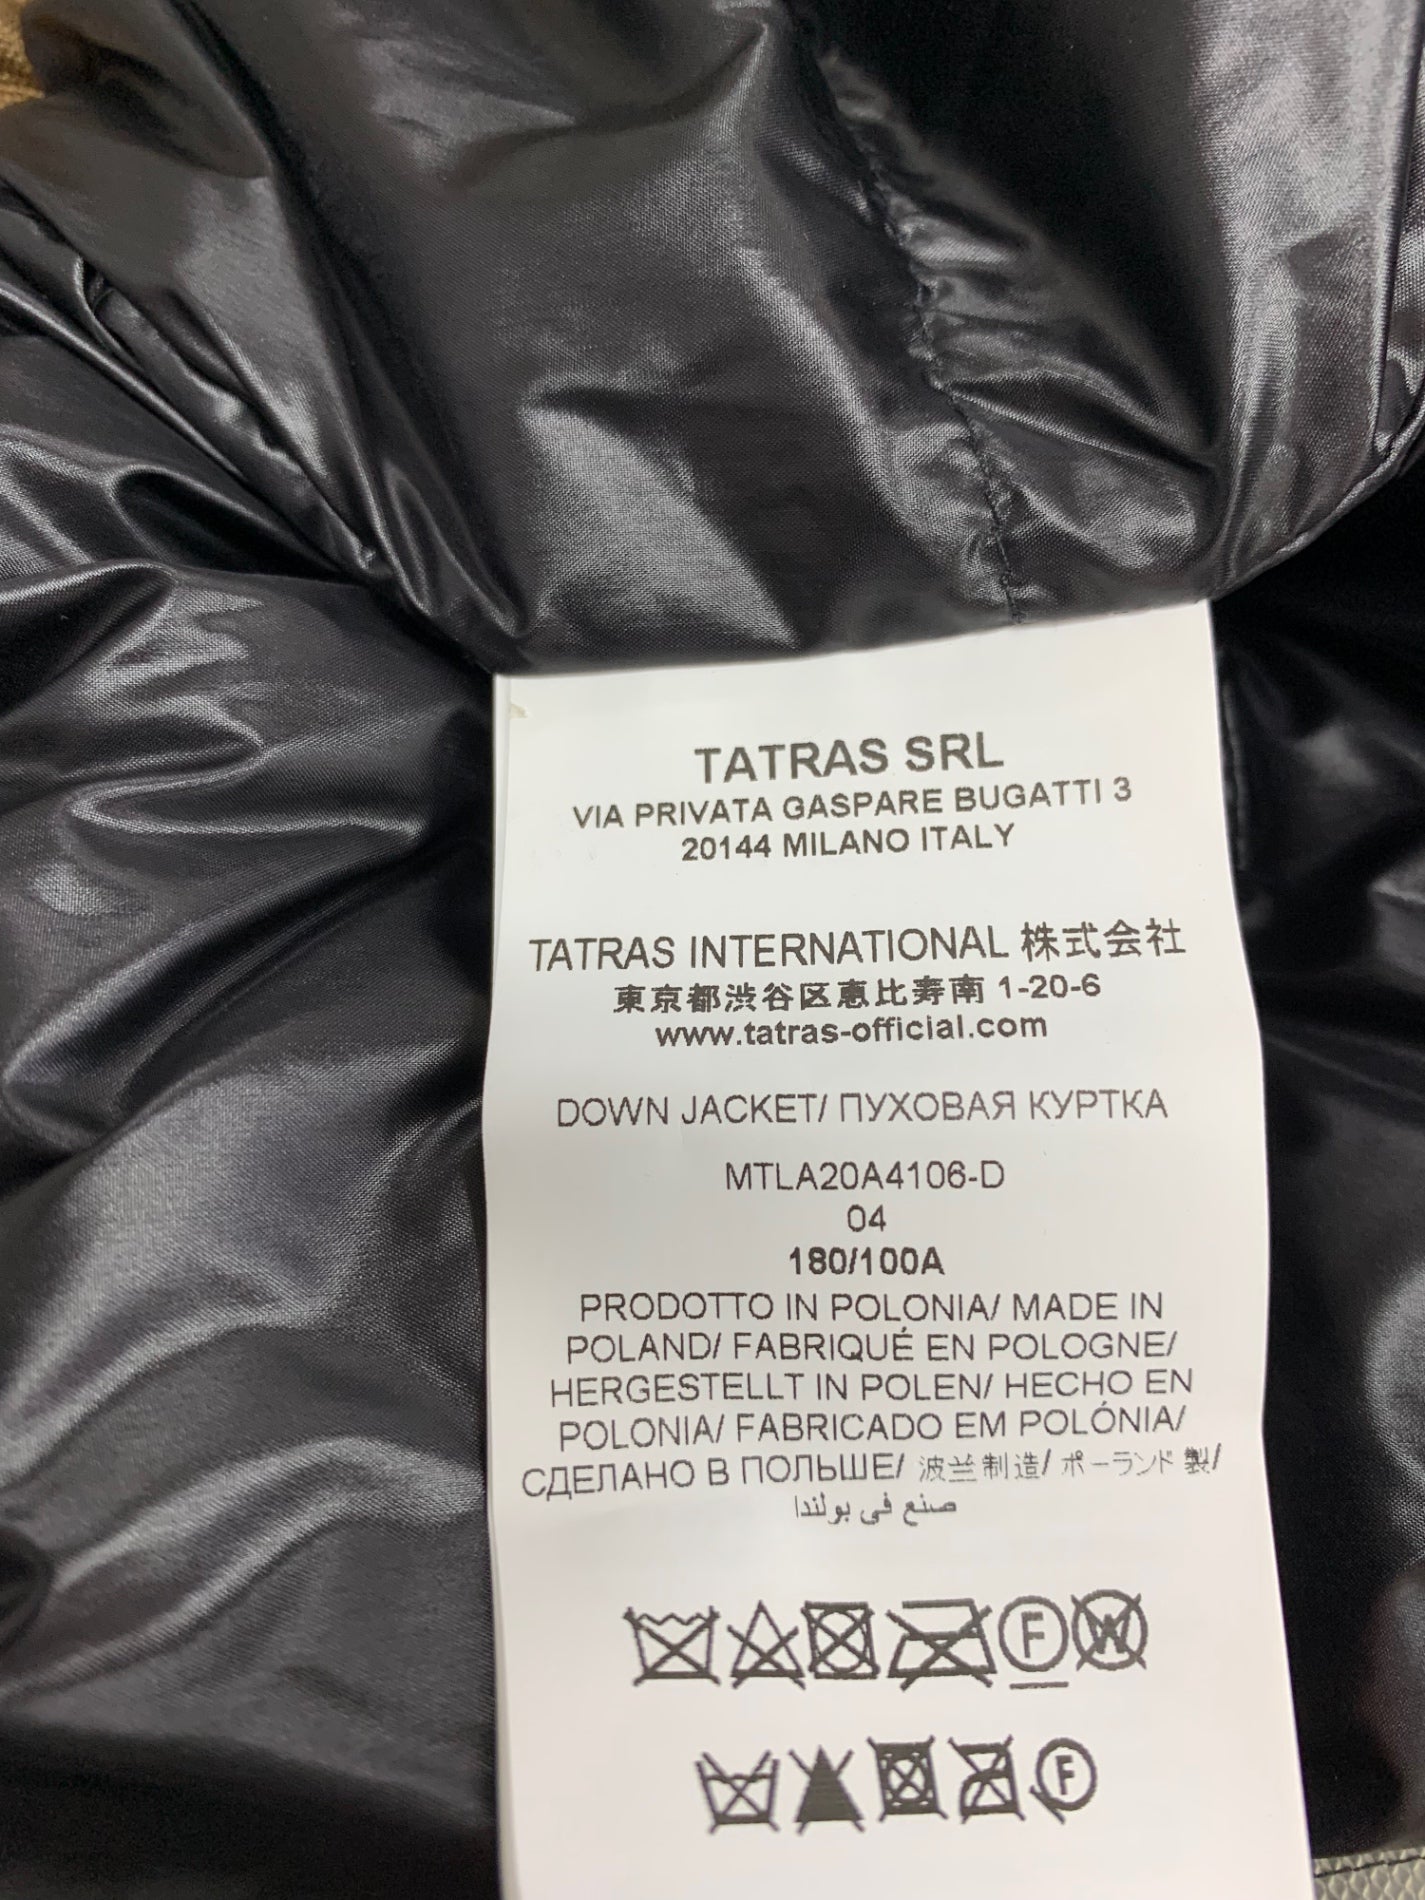 TATRAS SRL
VIA PRIVATA GASPARE BUGATTI 3
20144 MILANO ITALY
TATRAS INTERNATIONAL 株式会社
東京都渋谷区恵比寿南 1-20-6
www.tatras-official.com
DOWN JACKET/ ПУХОВАЯ КУРТКА
MTLA20A4106-D
04
180/100A
PRODOTTO IN POLONIA/ MADE IN
POLAND/ FABRIQUÉ EN POLOGNE/
HERGESTELLT IN POLEN/ HECHO EN
POLONIA/ FABRICADO EM POLÓNIA/
СДЕЛАНО В ПОЛЬШЕ/ 波兰制造/ ポーランド製/
صنع في بولندا
F W
F